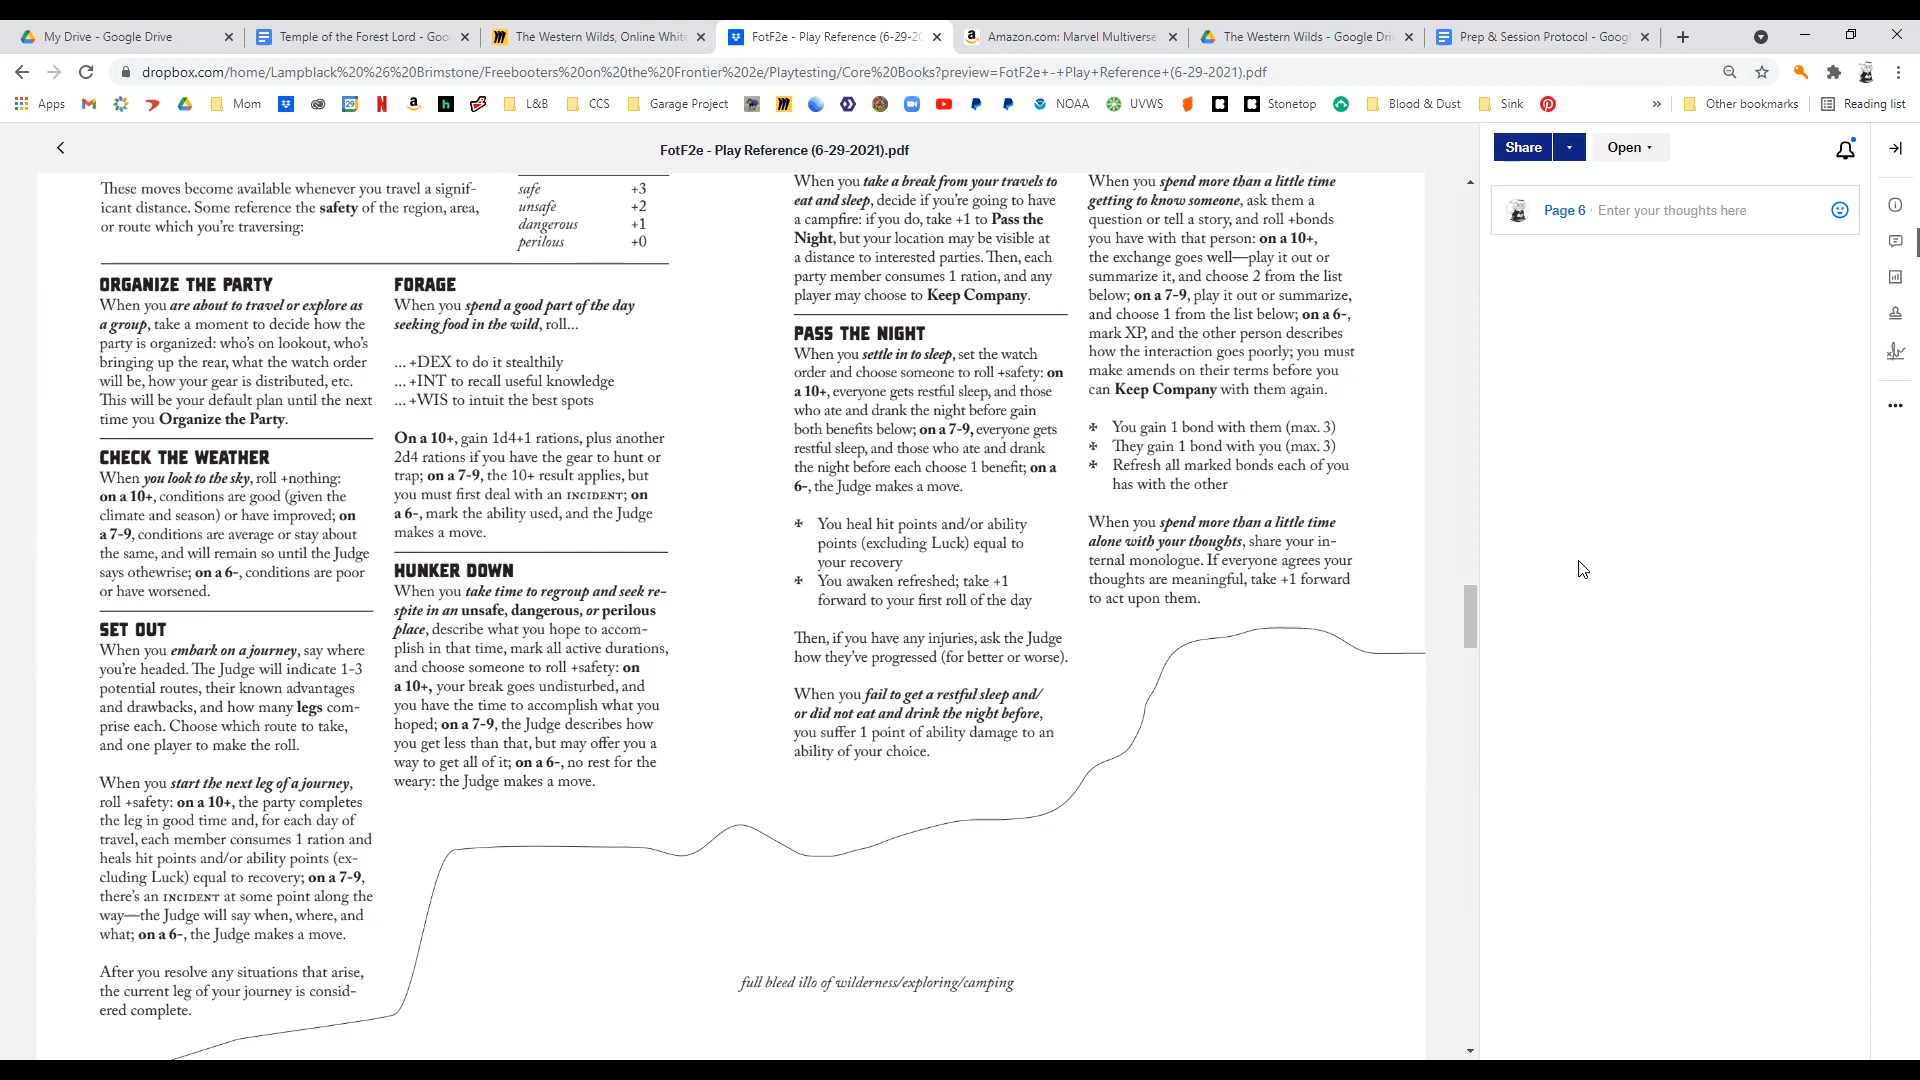 My Drive - Google Drive
Temple of the Forest Lord - Goo
The Western Wilds, Online White
FotF2e - Play Reference (6-29-20
Amazon.com: Marvel Multiverse
The Western Wilds - Google Dri
Prep & Session Protocol - Googl
dropbox.com/home/Lampblack%20%26%20Brimstone/Freebooters%20on%20the%20Frontier%202e/Playtesting/Core%20Books?preview=FotF2e+-+Play+Reference+(6-29-2021).pdf
Apps
Mom
L&B
CCS
Garage Project
NOAA
UVWS
Stonetop
Blood & Dust
Sink
»
Other bookmarks
Reading list
FotF2e - Play Reference (6-29-2021).pdf
Share
Open
Page 6 · Enter your thoughts here
These moves become available whenever you travel a signif-
icant distance. Some reference the safety of the region, area,
or route which you're traversing:
safe +3
unsafe +2
dangerous +1
perilous +0
ORGANIZE THE PARTY
When you are about to travel or explore as
a group, take a moment to decide how the
party is organized: who's on lookout, who's
bringing up the rear, what the watch order
will be, how your gear is distributed, etc.
This will be your default plan until the next
time you Organize the Party.
CHECK THE WEATHER
When you look to the sky, roll +nothing:
on a 10+, conditions are good (given the
climate and season) or have improved; on
a 7-9, conditions are average or stay about
the same, and will remain so until the Judge
says othewrise; on a 6-, conditions are poor
or have worsened.
SET OUT
When you embark on a journey, say where
you're headed. The Judge will indicate 1-3
potential routes, their known advantages
and drawbacks, and how many legs com-
prise each. Choose which route to take,
and one player to make the roll.
When you start the next leg of a journey,
roll +safety: on a 10+, the party completes
the leg in good time and, for each day of
travel, each member consumes 1 ration and
heals hit points and/or ability points (ex-
cluding Luck) equal to recovery; on a 7-9,
there's an INCIDENT at some point along the
way—the Judge will say when, where, and
what; on a 6-, the Judge makes a move.
After you resolve any situations that arise,
the current leg of your journey is consid-
ered complete.
FORAGE
When you spend a good part of the day
seeking food in the wild, roll...
... +DEX to do it stealthily
... +INT to recall useful knowledge
... +WIS to intuit the best spots
On a 10+, gain 1d4+1 rations, plus another
2d4 rations if you have the gear to hunt or
trap; on a 7-9, the 10+ result applies, but
you must first deal with an INCIDENT; on
a 6-, mark the ability used, and the Judge
makes a move.
HUNKER DOWN
When you take time to regroup and seek re-
spite in an unsafe, dangerous, or perilous
place, describe what you hope to accom-
plish in that time, mark all active durations,
and choose someone to roll +safety: on
a 10+, your break goes undisturbed, and
you have the time to accomplish what you
hoped; on a 7-9, the Judge describes how
you get less than that, but may offer you a
way to get all of it; on a 6-, no rest for the
weary: the Judge makes a move.
When you take a break from your travels to
eat and sleep, decide if you're going to have
a campfire: if you do, take +1 to Pass the
Night, but your location may be visible at
a distance to interested parties. Then, each
party member consumes 1 ration, and any
player may choose to Keep Company.
PASS THE NIGHT
When you settle in to sleep, set the watch
order and choose someone to roll +safety: on
a 10+, everyone gets restful sleep, and those
who ate and drank the night before gain
both benefits below; on a 7-9, everyone gets
restful sleep, and those who ate and drank
the night before each choose 1 benefit; on a
6-, the Judge makes a move.
✠ You heal hit points and/or ability
points (excluding Luck) equal to
your recovery
✠ You awaken refreshed; take +1
forward to your first roll of the day
Then, if you have any injuries, ask the Judge
how they've progressed (for better or worse).
When you fail to get a restful sleep and/
or did not eat and drink the night before,
you suffer 1 point of ability damage to an
ability of your choice.
When you spend more than a little time
getting to know someone, ask them a
question or tell a story, and roll +bonds
you have with that person: on a 10+,
the exchange goes well—play it out or
summarize it, and choose 2 from the list
below; on a 7-9, play it out or summarize,
and choose 1 from the list below; on a 6-,
mark XP, and the other person describes
how the interaction goes poorly; you must
make amends on their terms before you
can Keep Company with them again.
✠ You gain 1 bond with them (max. 3)
✠ They gain 1 bond with you (max. 3)
✠ Refresh all marked bonds each of you
has with the other
When you spend more than a little time
alone with your thoughts, share your in-
ternal monologue. If everyone agrees your
thoughts are meaningful, take +1 forward
to act upon them.
full bleed illo of wilderness/exploring/camping